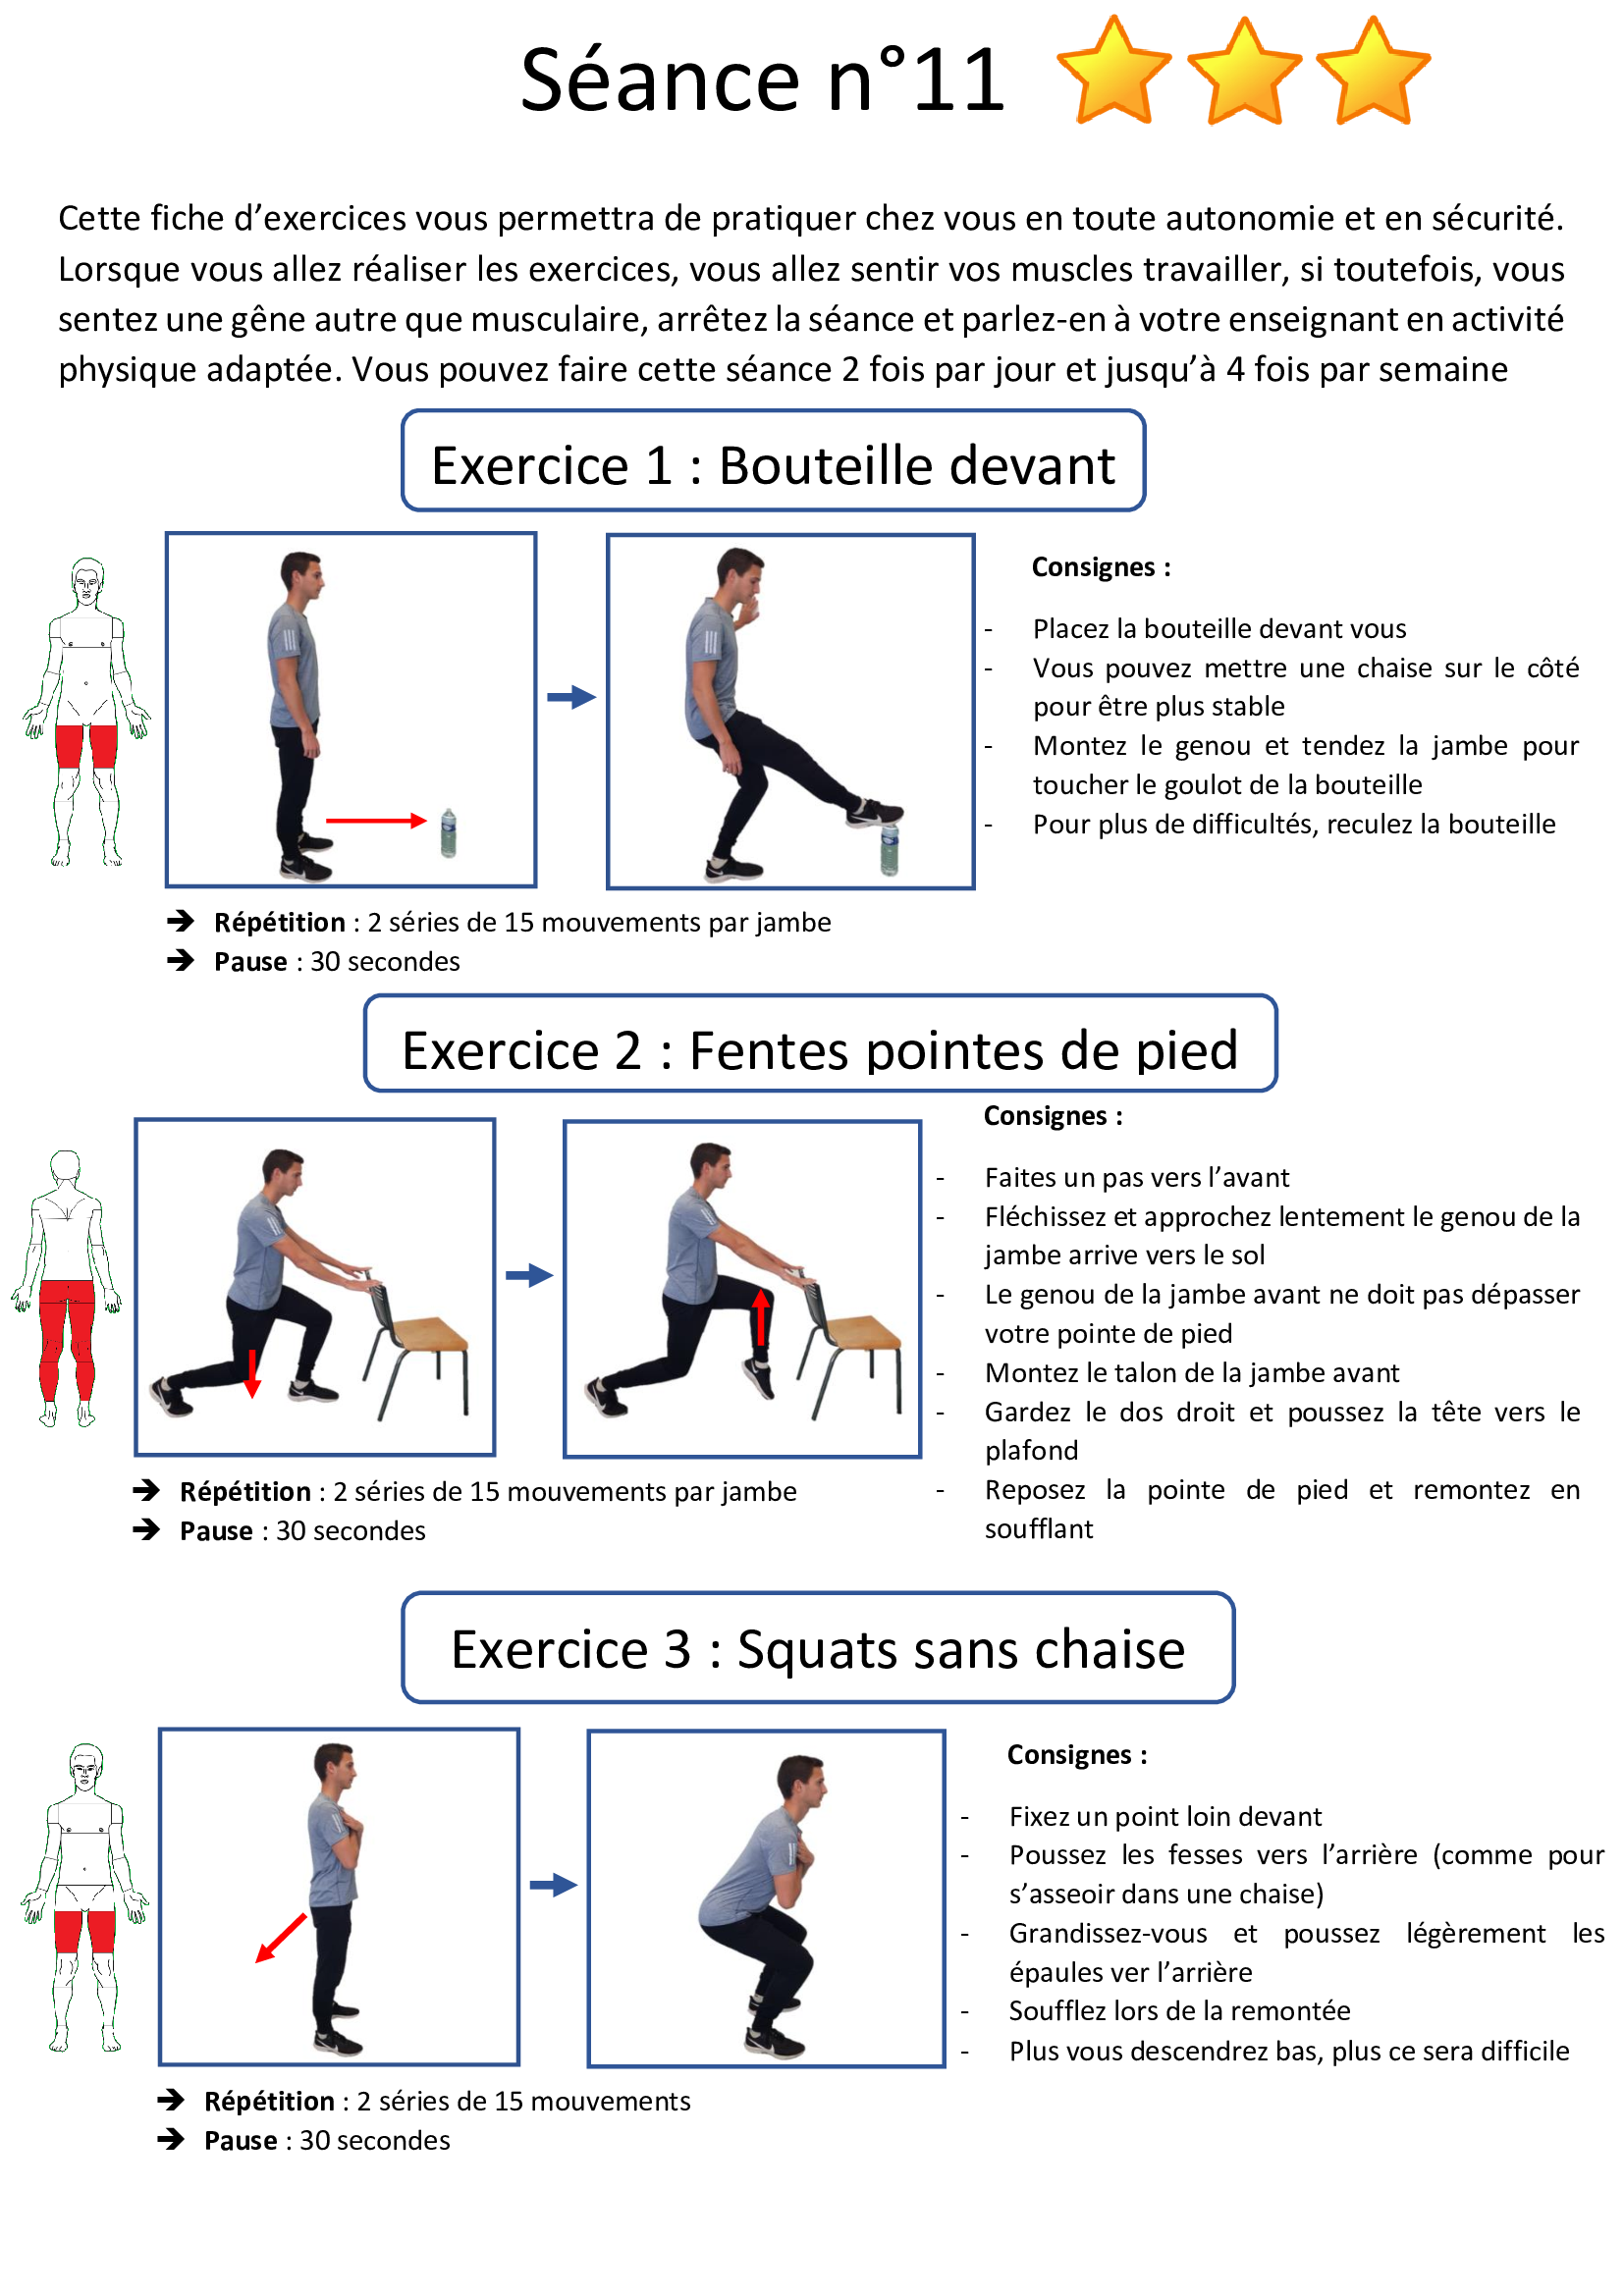 Séance n°11
Cette fiche d’exercices vous permettra de pratiquer chez vous en toute autonomie et en sécurité.
Lorsque vous allez réaliser les exercices, vous allez sentir vos muscles travailler, si toutefois, vous
sentez une gêne autre que musculaire, arrêtez la séance et parlez-en à votre enseignant en activité
physique adaptée. Vous pouvez faire cette séance 2 fois par jour et jusqu’à 4 fois par semaine
Exercice 1 : Bouteille devant
Consignes :
- Placez la bouteille devant vous
- Vous pouvez mettre une chaise sur le côté
pour être plus stable
- Montez le genou et tendez la jambe pour
toucher le goulot de la bouteille
- Pour plus de difficultés, reculez la bouteille
➔ Répétition : 2 séries de 15 mouvements par jambe
➔ Pause : 30 secondes
Exercice 2 : Fentes pointes de pied
Consignes :
- Faites un pas vers l’avant
- Fléchissez et approchez lentement le genou de la
jambe arrive vers le sol
- Le genou de la jambe avant ne doit pas dépasser
votre pointe de pied
- Montez le talon de la jambe avant
- Gardez le dos droit et poussez la tête vers le
plafond
- Reposez la pointe de pied et remontez en
soufflant
➔ Répétition : 2 séries de 15 mouvements par jambe
➔ Pause : 30 secondes
Exercice 3 : Squats sans chaise
Consignes :
- Fixez un point loin devant
- Poussez les fesses vers l’arrière (comme pour
s’asseoir dans une chaise)
- Grandissez-vous et poussez légèrement les
épaules ver l’arrière
- Soufflez lors de la remontée
- Plus vous descendrez bas, plus ce sera difficile
➔ Répétition : 2 séries de 15 mouvements
➔ Pause : 30 secondes